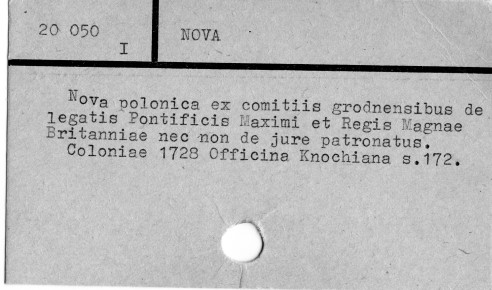 20 050
I
NOVA
Nova polonica ex comitiis grodnensibus de
legatis Pontificis Maximi et Regis Magnae
Britanniae nec non de jure patronatus.
Coloniae 1728 Officina Knochiana s.172.